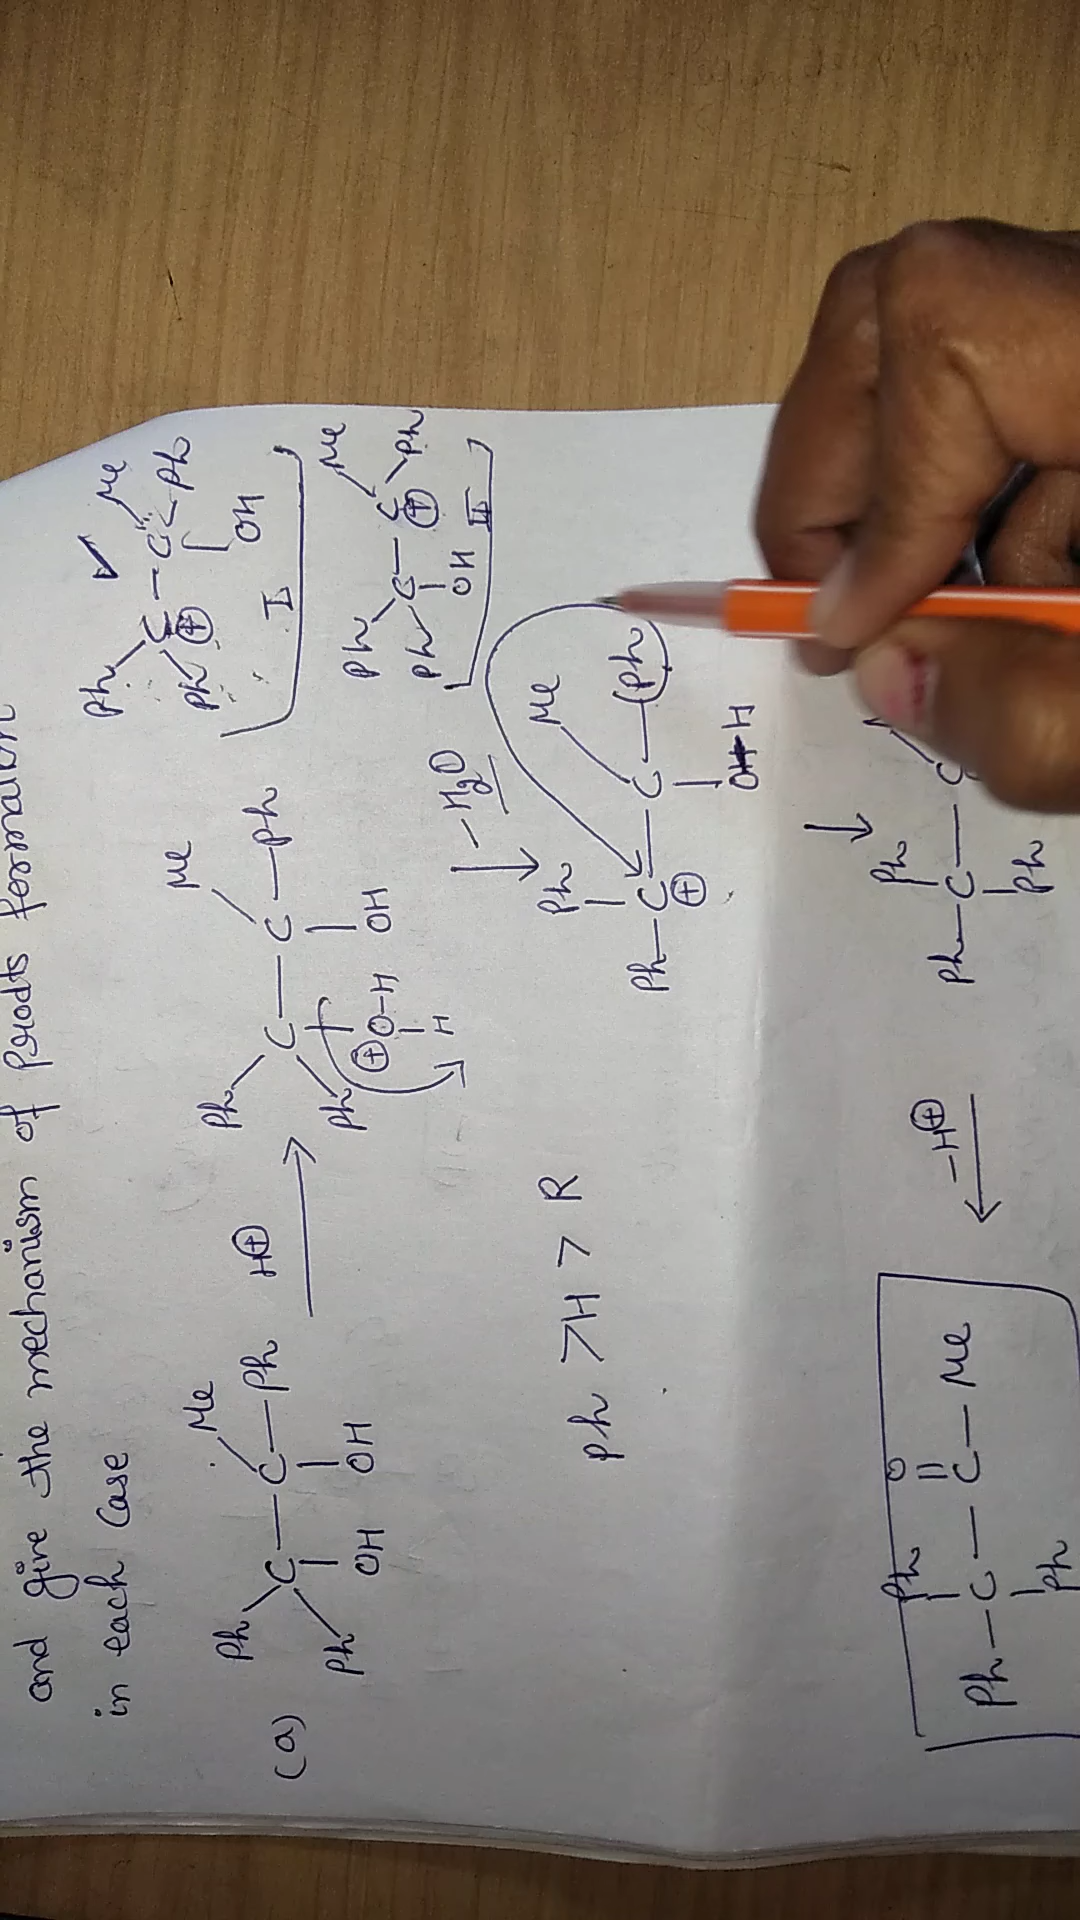 and give the mechanism of prodts formation
in each case
(a) Ph Ph C — C Me — Ph OH OH
H⊕
Ph Ph C — C Me — Ph ⊕O–H H OH
Ph Ph C ⊕ — C Me Ph OH
I
Ph Ph C — C Me Ph OH ⊕
II
–H2O
Ph > H > R
Ph Ph — C ⊕ — C Me Ph OH–H
Ph Ph — C — C Ph
–H⊕
Ph Ph — C — C — Me O Ph